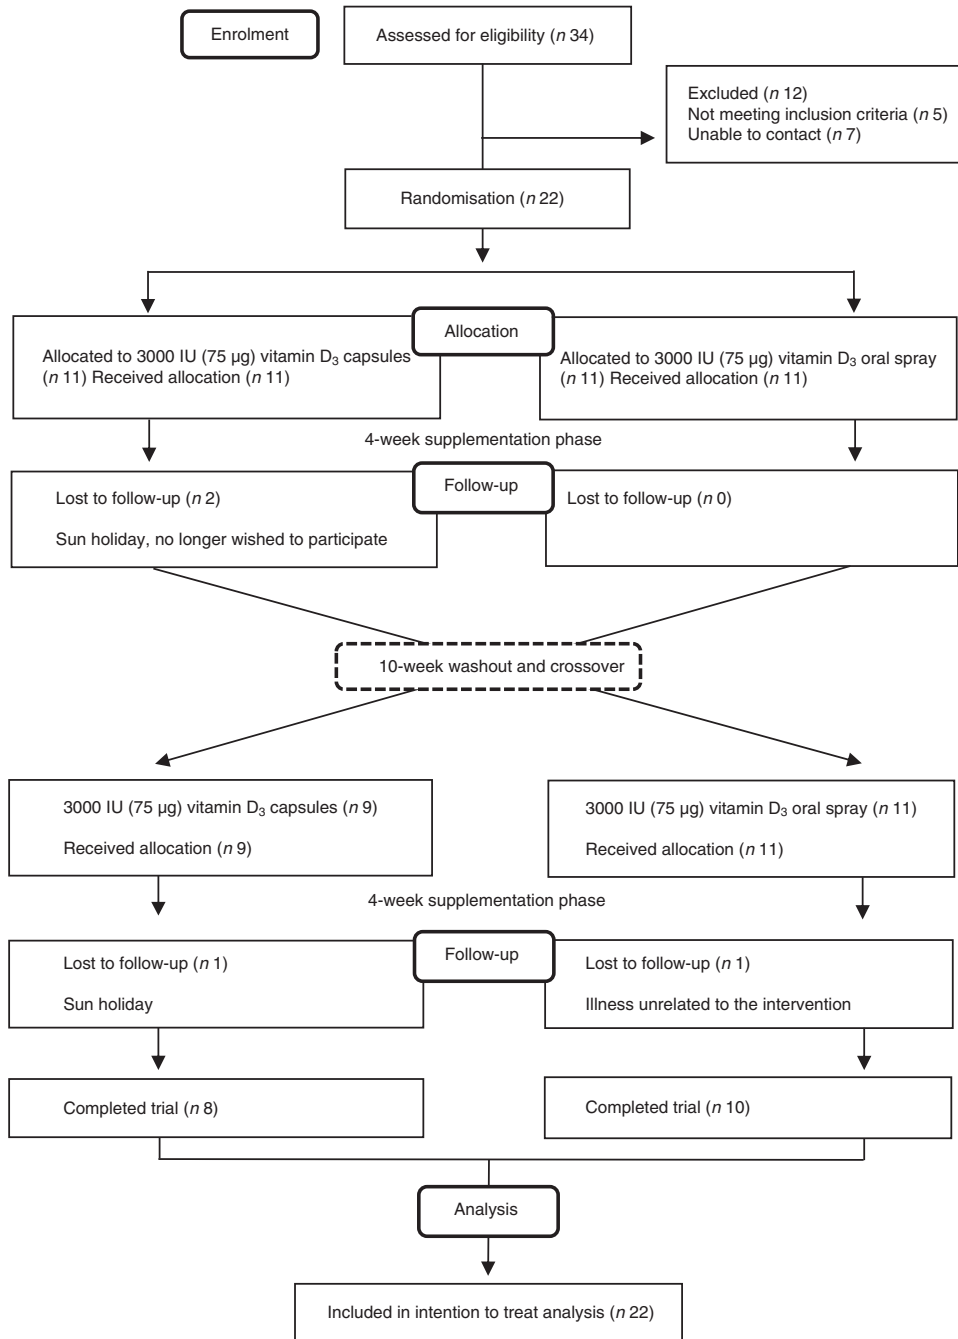 Enrolment
Assessed for eligibility (n 34)
Excluded (n 12)
Not meeting inclusion criteria (n 5)
Unable to contact (n 7)
Randomisation (n 22)
Allocation
Allocated to 3000 IU (75 µg) vitamin D₃ capsules
(n 11) Received allocation (n 11)
Allocated to 3000 IU (75 µg) vitamin D₃ oral spray
(n 11) Received allocation (n 11)
4-week supplementation phase
Follow-up
Lost to follow-up (n 2)
Sun holiday, no longer wished to participate
Lost to follow-up (n 0)
10-week washout and crossover
3000 IU (75 µg) vitamin D₃ capsules (n 9)
Received allocation (n 9)
3000 IU (75 µg) vitamin D₃ oral spray (n 11)
Received allocation (n 11)
4-week supplementation phase
Follow-up
Lost to follow-up (n 1)
Sun holiday
Lost to follow-up (n 1)
Illness unrelated to the intervention
Completed trial (n 8)
Completed trial (n 10)
Analysis
Included in intention to treat analysis (n 22)